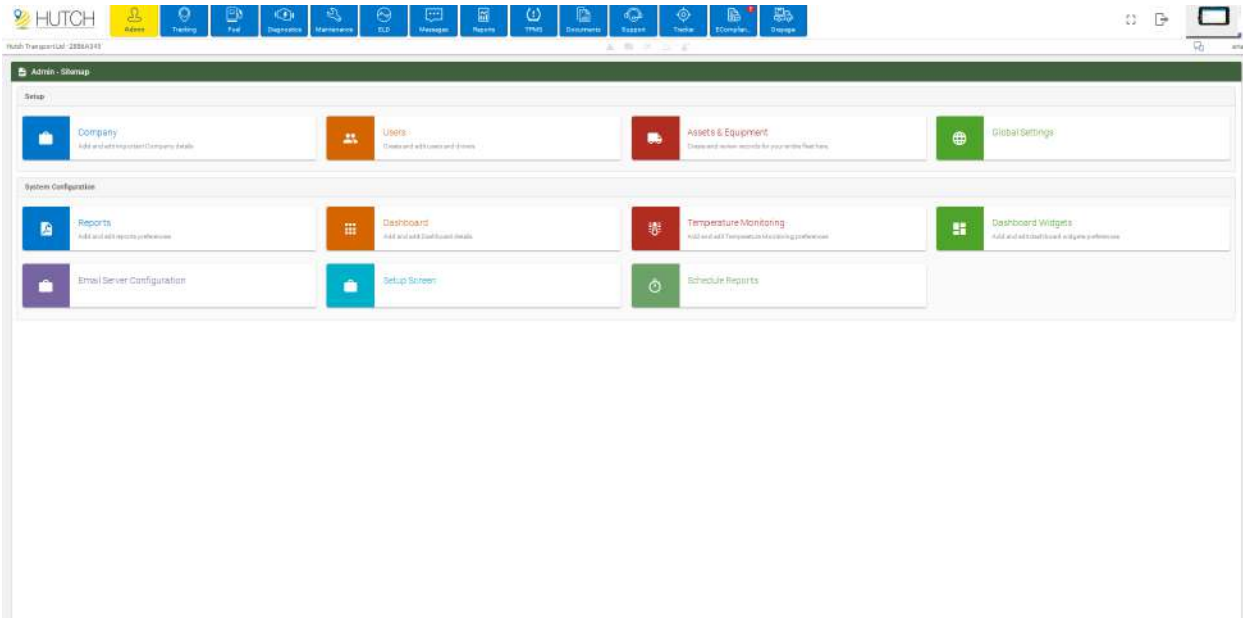 HUTCH
Admin
Tracking
Fuel
Diagnostics
Maintenance
ELD
Messages
Reports
TPMS
Documents
Support
Tracker
EComplian..
Drayage
Admin - Sitemap
Setup
Company
Add and edit important Company details
Users
Create and edit users and drivers
Assets & Equipment
Create and review records for your entire fleet here.
Global Settings
System Configuration
Reports
Add and edit reports preferences
Dashboard
Add and edit Dashboard details
Temperature Monitoring
Add and edit Temperature Monitoring preferences
Dashboard Widgets
Add and edit dashboard widgets preferences
Email Server Configuration
Setup Screen
Schedule Reports